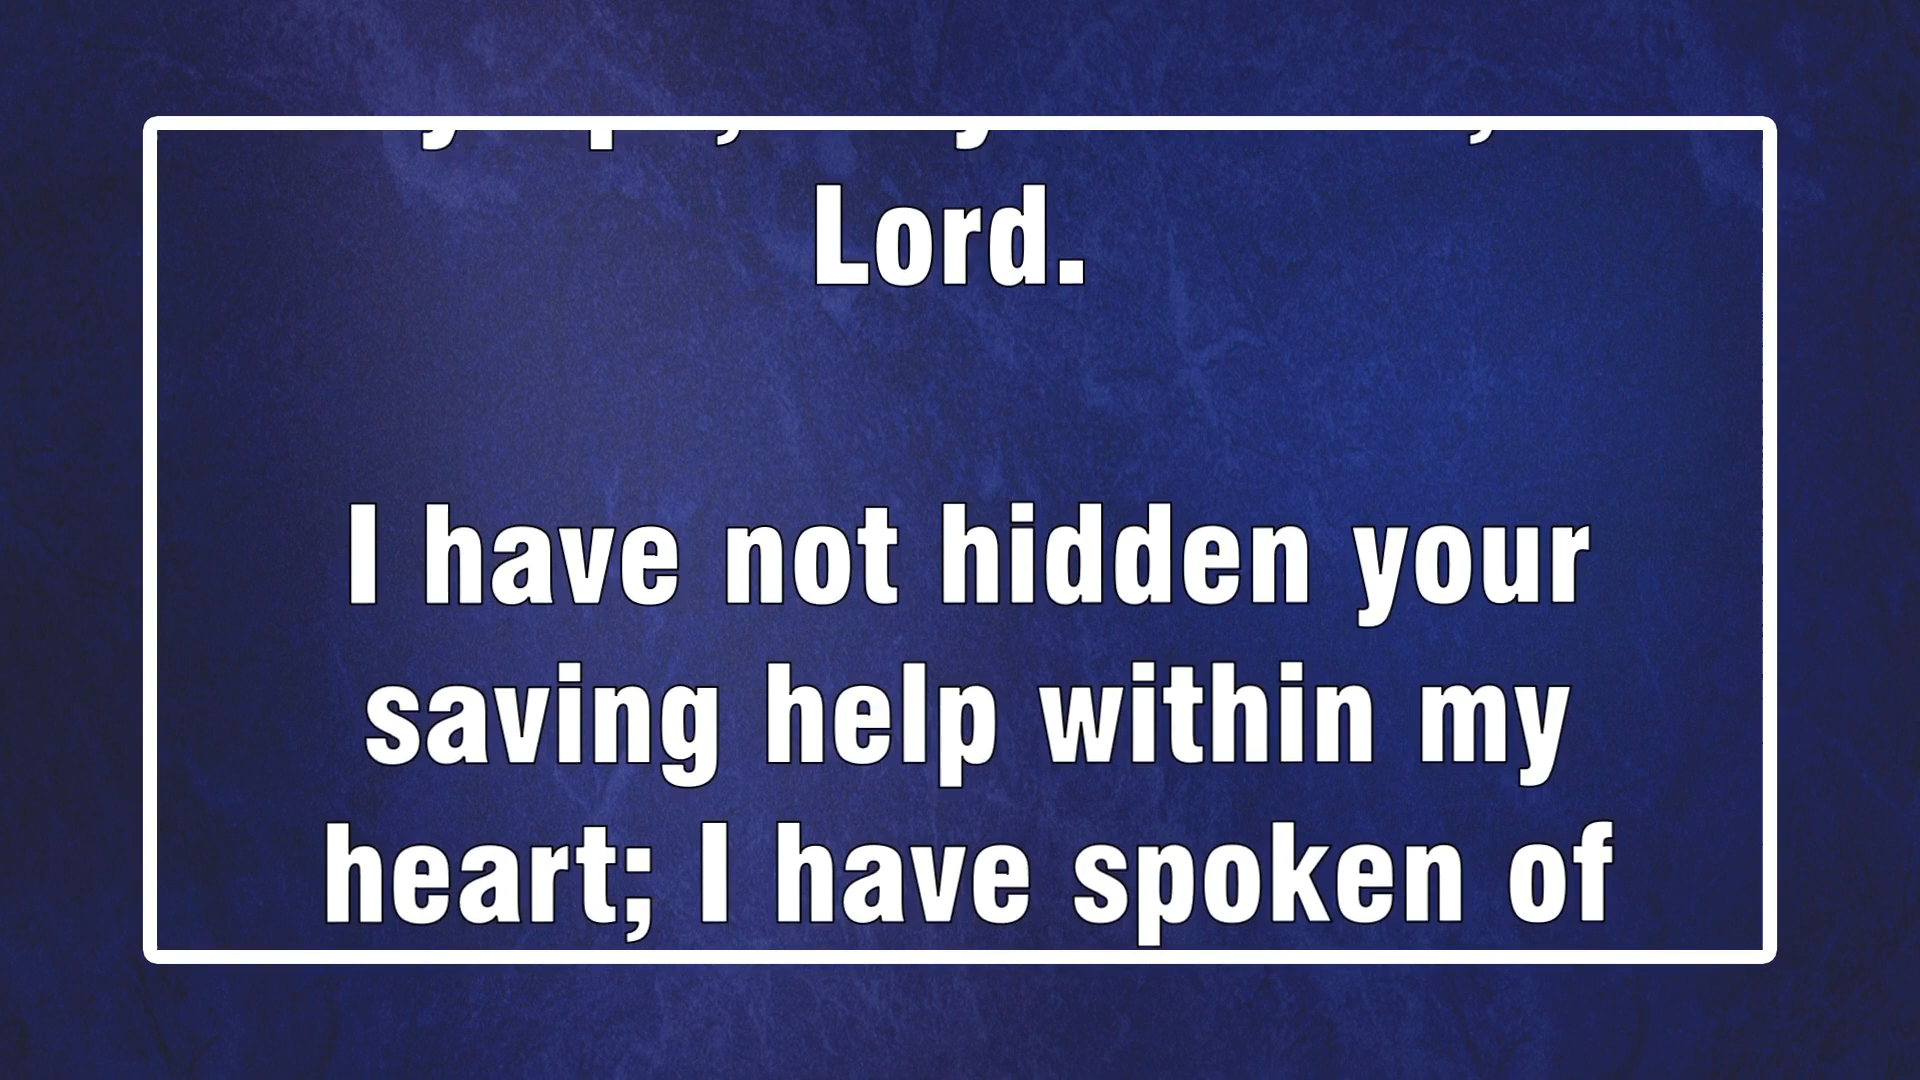 Lord.
I have not hidden your
saving help within my
heart; I have spoken of